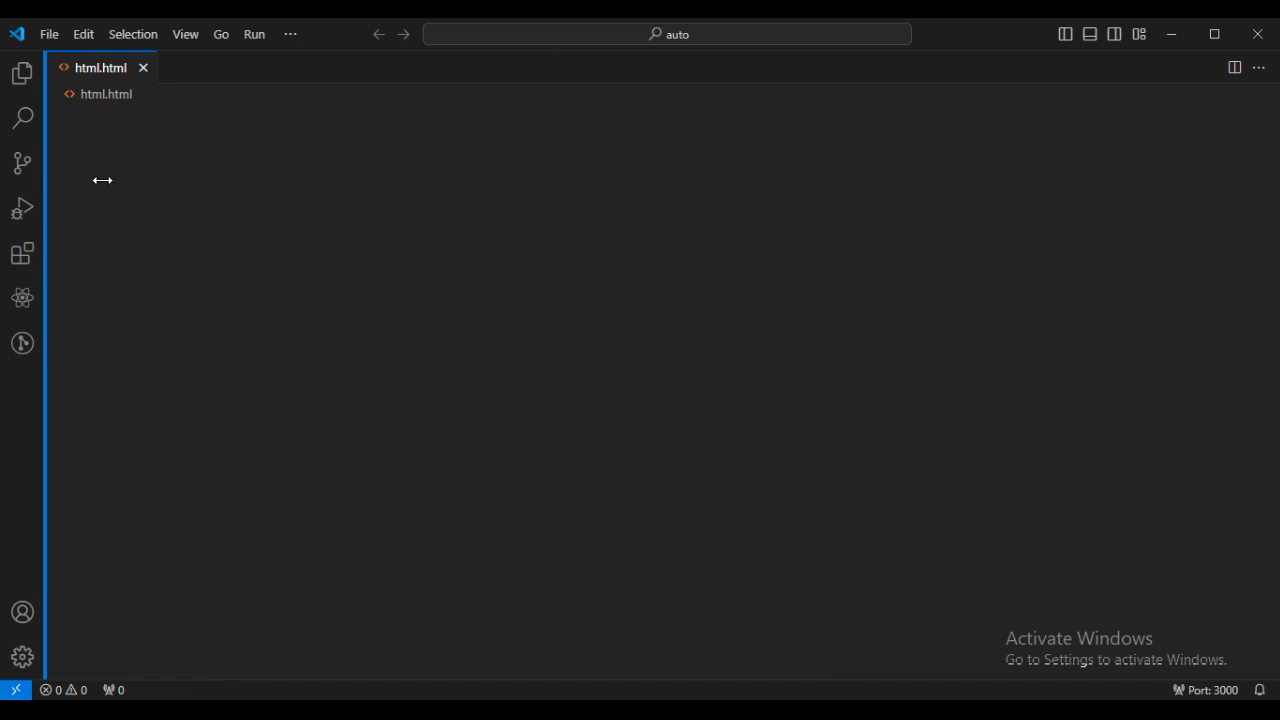 File Edit Selection View Go Run ··· auto
html.html
html.html
Activate Windows
Go to Settings to activate Windows.
0 0 0 Port: 3000